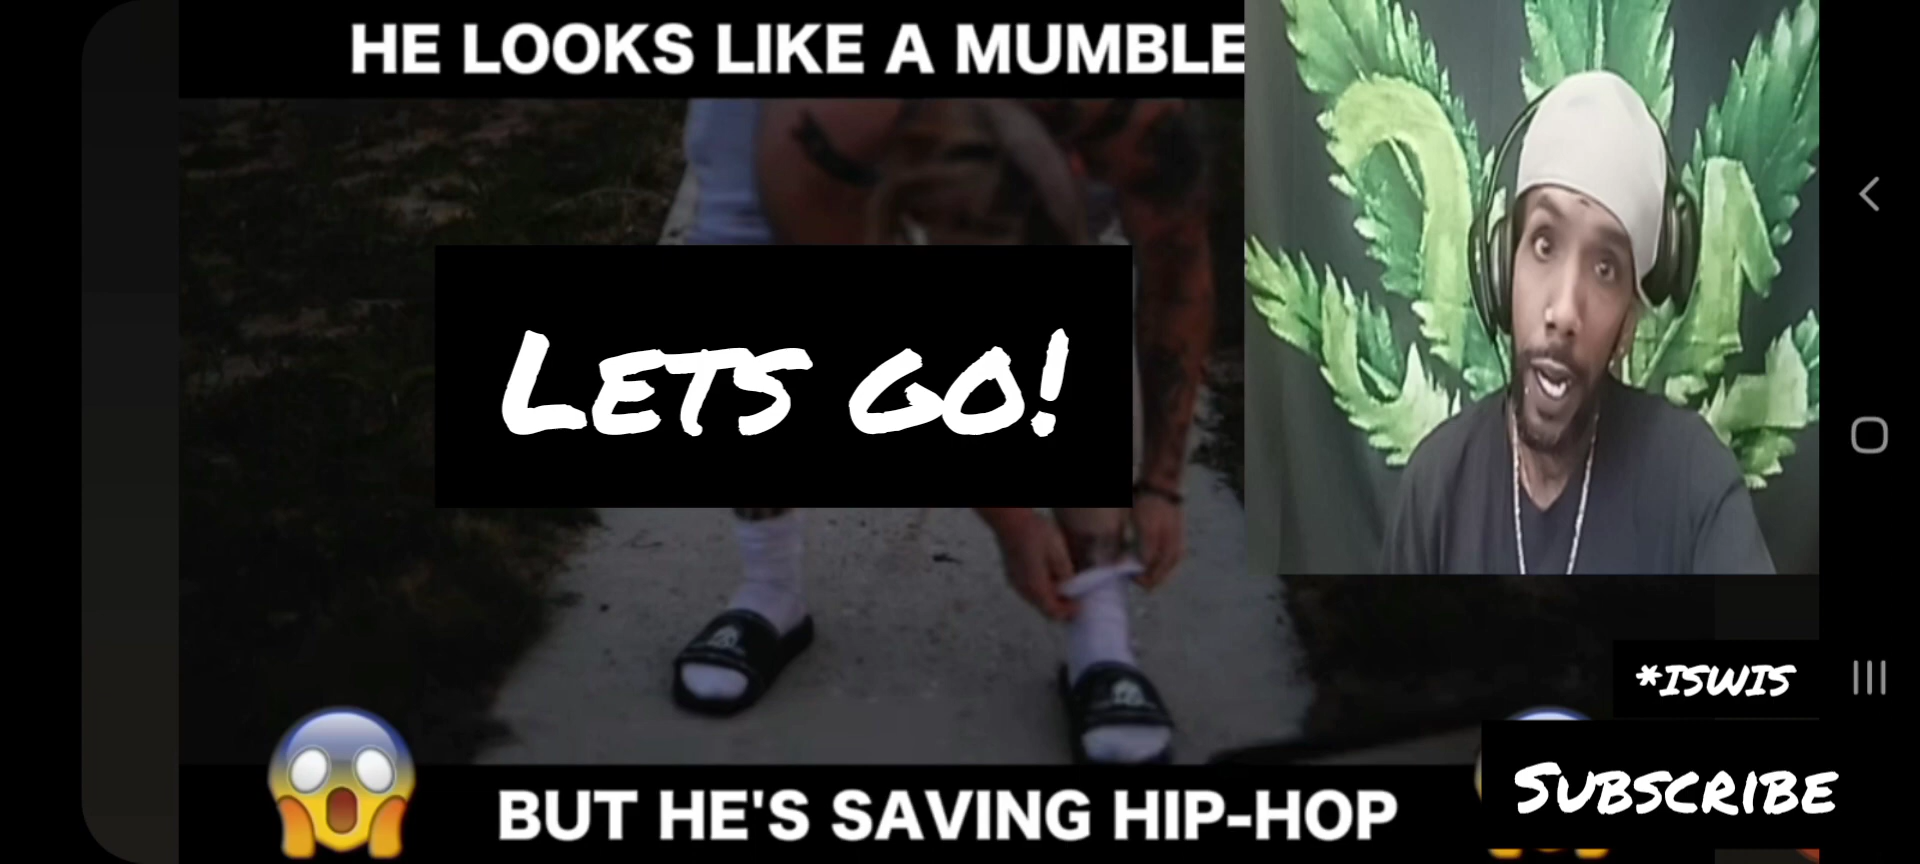 HE LOOKS LIKE A MUMBLE
LETS GO!
*ISWIS
SUBSCRIBE
BUT HE'S SAVING HIP-HOP